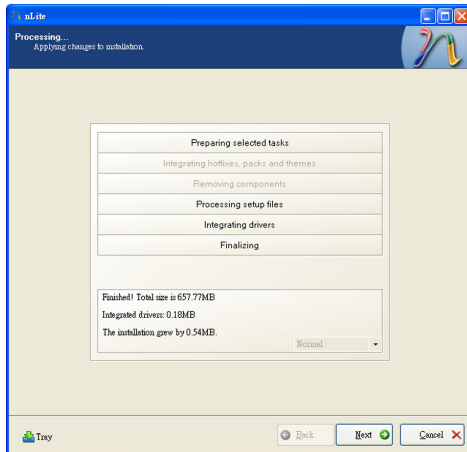 nLite
Processing...
Applying changes to installation.
Preparing selected tasks
Integrating hotfixes, packs and themes
Removing components
Processing setup files
Integrating drivers
Finalizing
Finished! Total size is 657.77MB
Integrated drivers: 0.18MB
The installation grew by 0.54MB.
Normal
Tray
Back
Next
Cancel